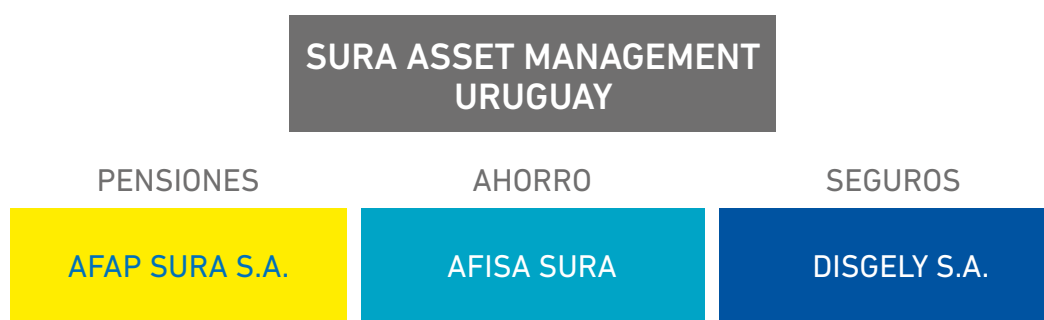 SURA ASSET MANAGEMENT
URUGUAY
PENSIONES
AHORRO
SEGUROS
AFAP SURA S.A.
AFISA SURA
DISGELY S.A.